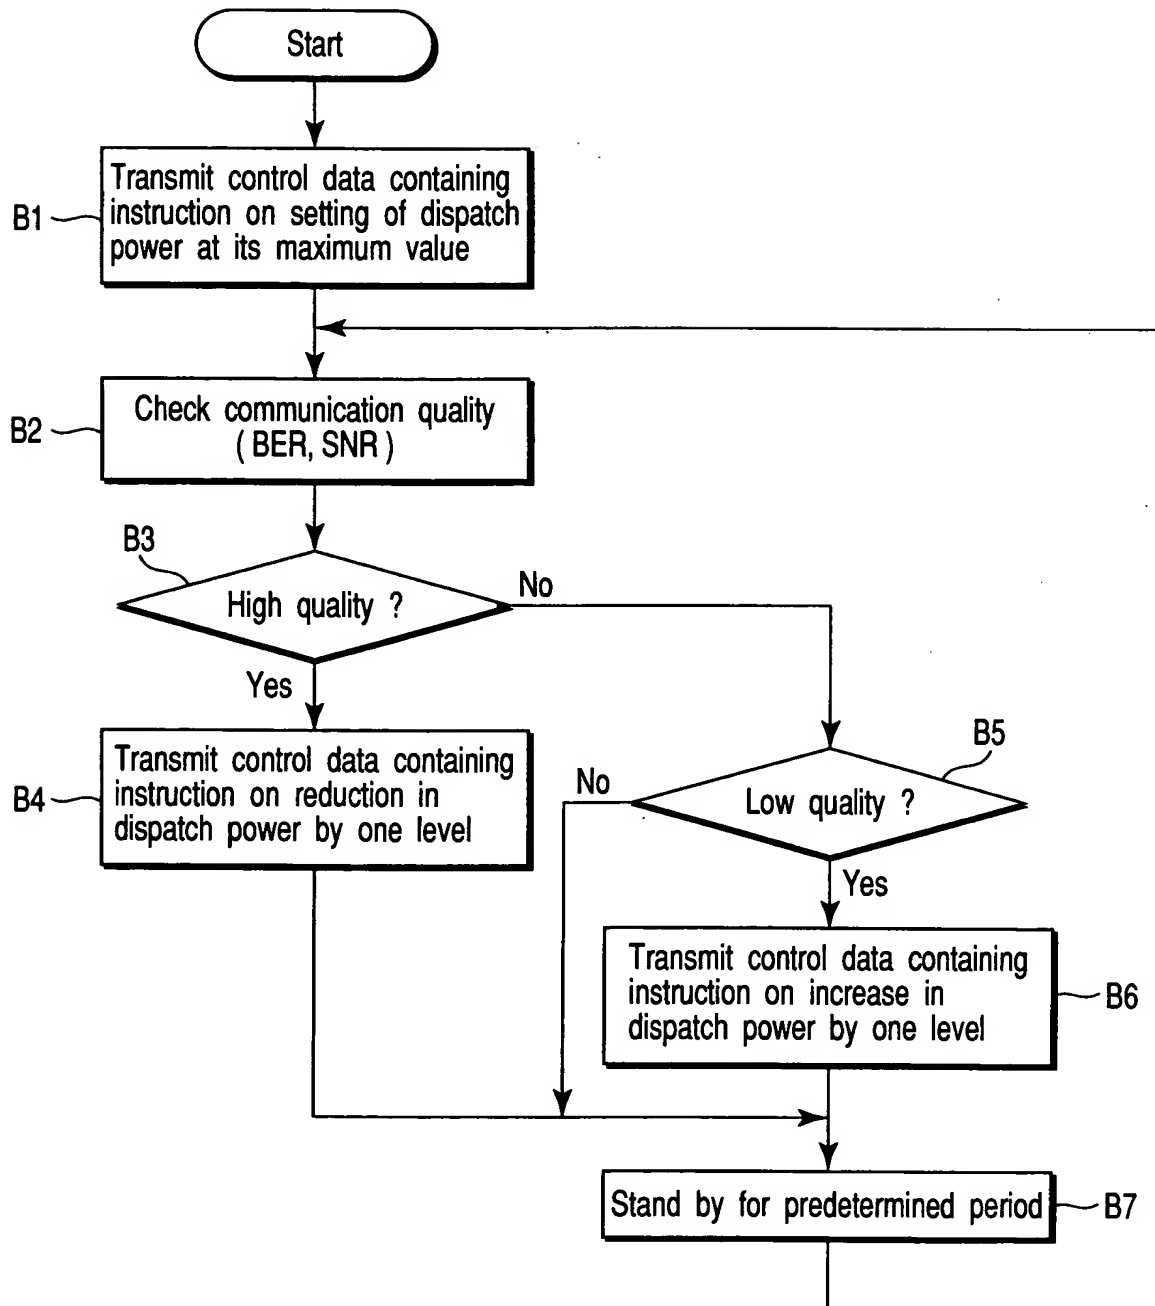 Start
Transmit control data containing
instruction on setting of dispatch
power at its maximum value
B1
Check communication quality
( BER, SNR )
B2
B3
High quality ?
No
Yes
Transmit control data containing
instruction on reduction in
dispatch power by one level
B4
B5
No
Low quality ?
Yes
Transmit control data containing
instruction on increase in
dispatch power by one level
B6
Stand by for predetermined period
B7